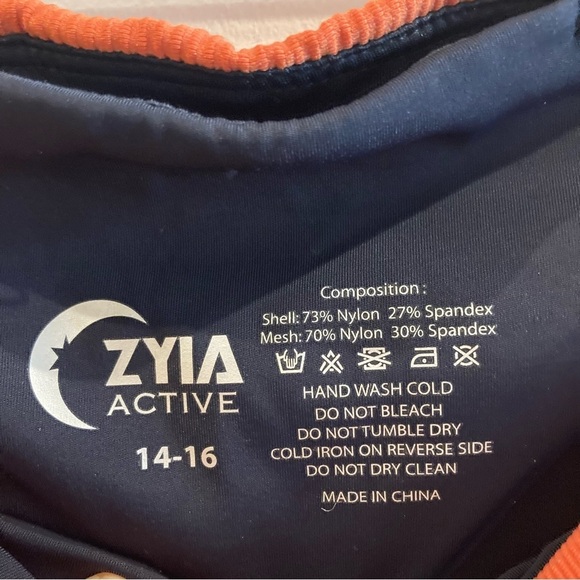 ZYIA
ACTIVE
14-16
Composition :
Shell: 73% Nylon 27% Spandex
Mesh: 70% Nylon 30% Spandex
HAND WASH COLD
DO NOT BLEACH
DO NOT TUMBLE DRY
COLD IRON ON REVERSE SIDE
DO NOT DRY CLEAN
MADE IN CHINA